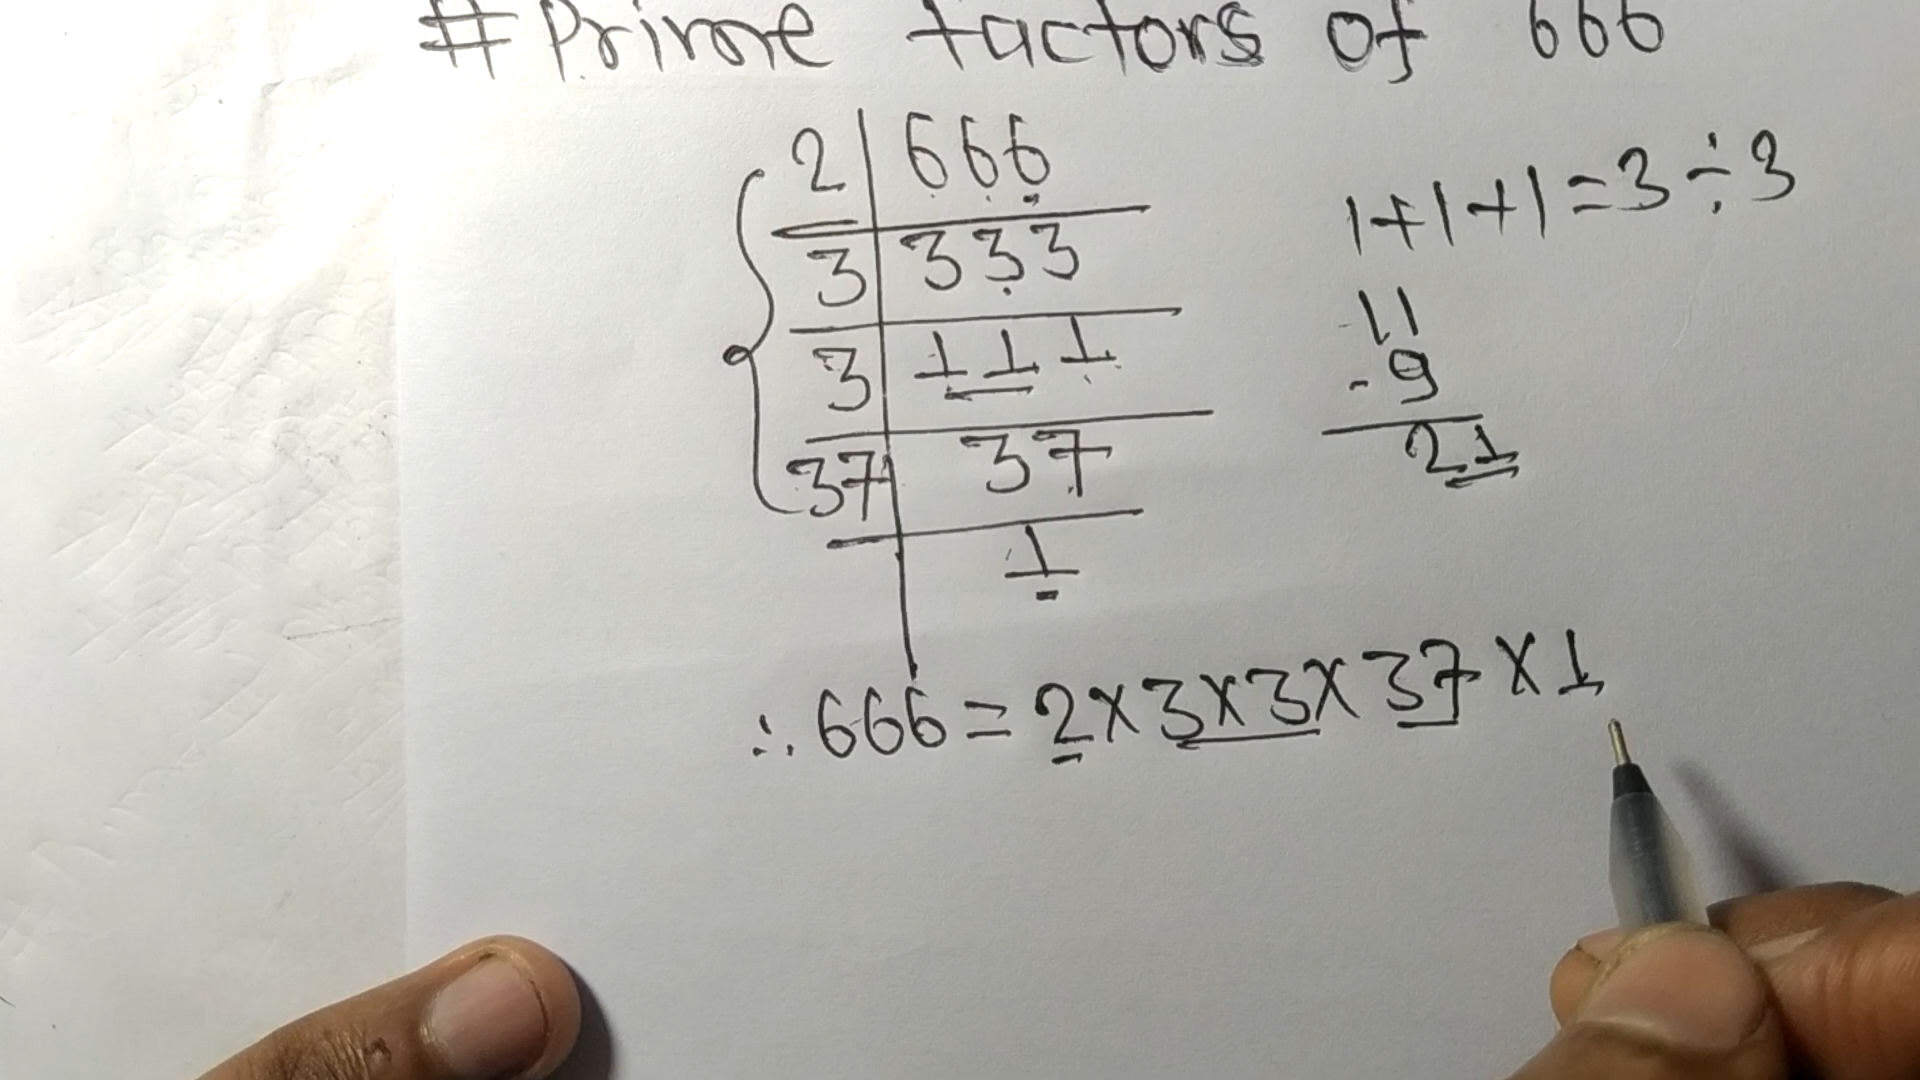 #Prime factors of 666
2 | 666
3 | 333
3 | 111
37 | 37
1
1+1+1=3÷3
11
-9
21
∴ 666 = 2×3×3×37×1